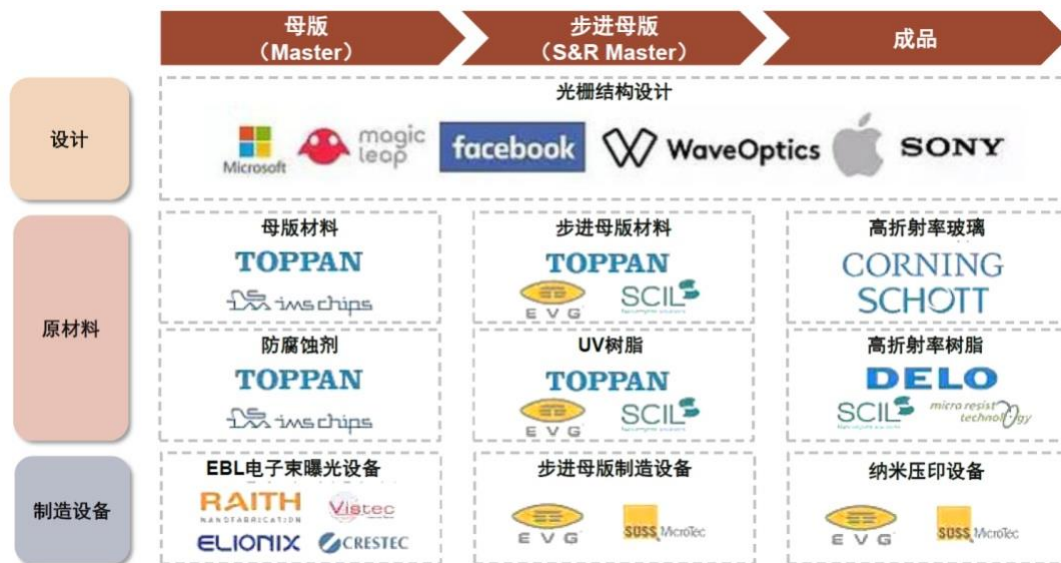 母版
（Master）
步进母版
（S&R Master）
成品
设计
光栅结构设计
Microsoft
magic
leap
facebook
WaveOptics
SONY
原材料
母版材料
TOPPAN
ims chips
步进母版材料
TOPPAN
EVG
SCIL
高折射率玻璃
CORNING
SCHOTT
防腐蚀剂
TOPPAN
ims chips
UV树脂
TOPPAN
EVG
SCIL
高折射率树脂
DELO
SCIL
micro resist
technology
制造设备
EBL电子束曝光设备
RAITH
NANOFABRICATION
Vistec
ELIONIX
CRESTEC
步进母版制造设备
EVG
SUSS MicroTec
纳米压印设备
EVG
SUSS MicroTec